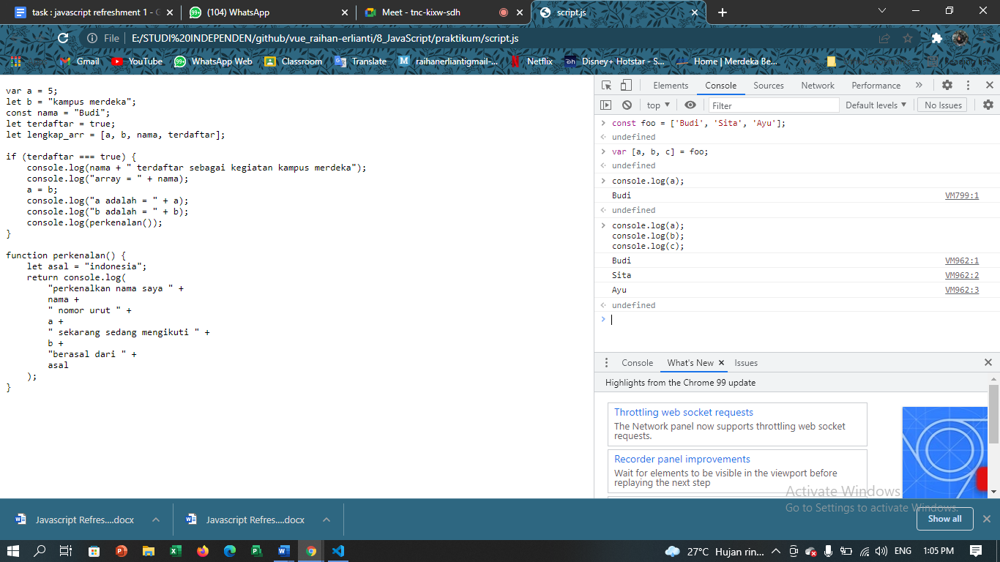 task : javascript refreshment 1 - G
(104) WhatsApp
Meet - tnc-kixw-sdh
script.js
File | E:/STUDI%20INDEPENDEN/github/vue_raihan-erlianti/8_JavaScript/praktikum/script.js
Gmail
YouTube
WhatsApp Web
Classroom
Translate
raihanerliantigmail-...
Netflix
Disney+ Hotstar - S...
Home | Merdeka Be...
var a = 5;
let b = "kampus merdeka";
const nama = "Budi";
let terdaftar = true;
let lengkap_arr = [a, b, nama, terdaftar];
if (terdaftar === true) {
    console.log(nama + " terdaftar sebagai kegiatan kampus merdeka");
    console.log("array = " + nama);
    a = b;
    console.log("a adalah = " + a);
    console.log("b adalah = " + b);
    console.log(perkenalan());
}
function perkenalan() {
    let asal = "indonesia";
    return console.log(
        "perkenalkan nama saya " +
        nama +
        " nomor urut " +
        a +
        " sekarang sedang mengikuti " +
        b +
        "berasal dari " +
        asal
    );
}
Elements
Console
Sources
Network
Performance
top
Filter
Default levels
No Issues
const foo = ['Budi', 'Sita', 'Ayu'];
undefined
var [a, b, c] = foo;
undefined
console.log(a);
Budi VM799:1
undefined
console.log(a);
console.log(b);
console.log(c);
Budi VM962:1
Sita VM962:2
Ayu VM962:3
undefined
Console
What's New
Issues
Highlights from the Chrome 99 update
Throttling web socket requests
The Network panel now supports throttling web socket
requests.
Recorder panel improvements
Wait for elements to be visible in the viewport before
replaying the next step
Activate Windows
Go to Settings to activate Windows.
Javascript Refres....docx
Javascript Refres....docx
Show all
27°C Hujan rin...
ENG
1:05 PM